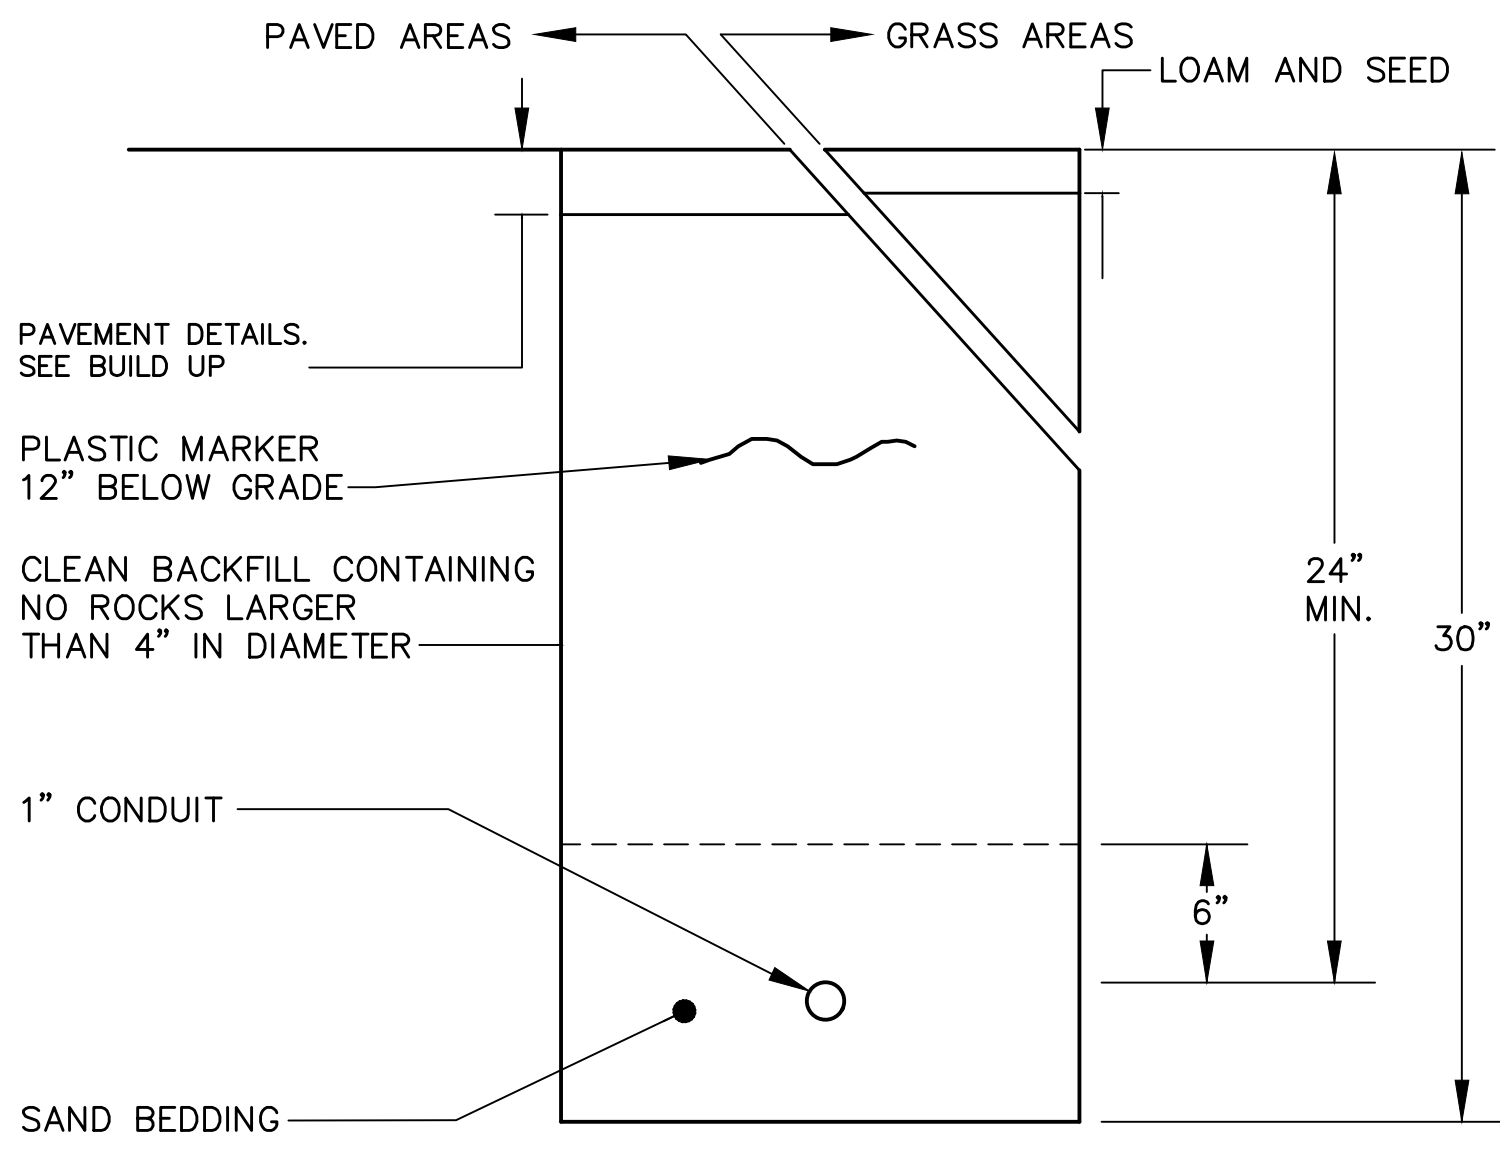 PAVED AREAS
GRASS AREAS
LOAM AND SEED
PAVEMENT DETAILS.
SEE BUILD UP
PLASTIC MARKER
12” BELOW GRADE
CLEAN BACKFILL CONTAINING
NO ROCKS LARGER
THAN 4” IN DIAMETER
24”
MIN.
30”
1” CONDUIT
6”
SAND BEDDING